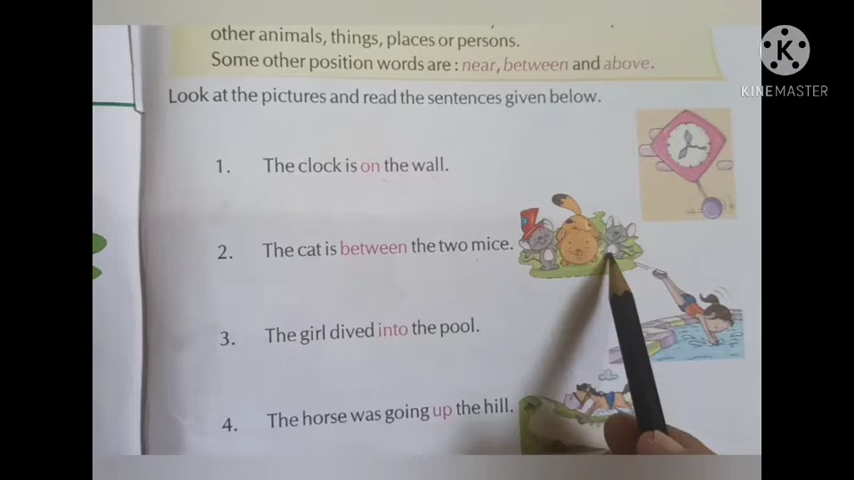 other animals, things, places or persons.
Some other position words are : near, between and above.
Look at the pictures and read the sentences given below.
1. The clock is on the wall.
2. The cat is between the two mice.
3. The girl dived into the pool.
4. The horse was going up the hill.
K
KINEMASTER